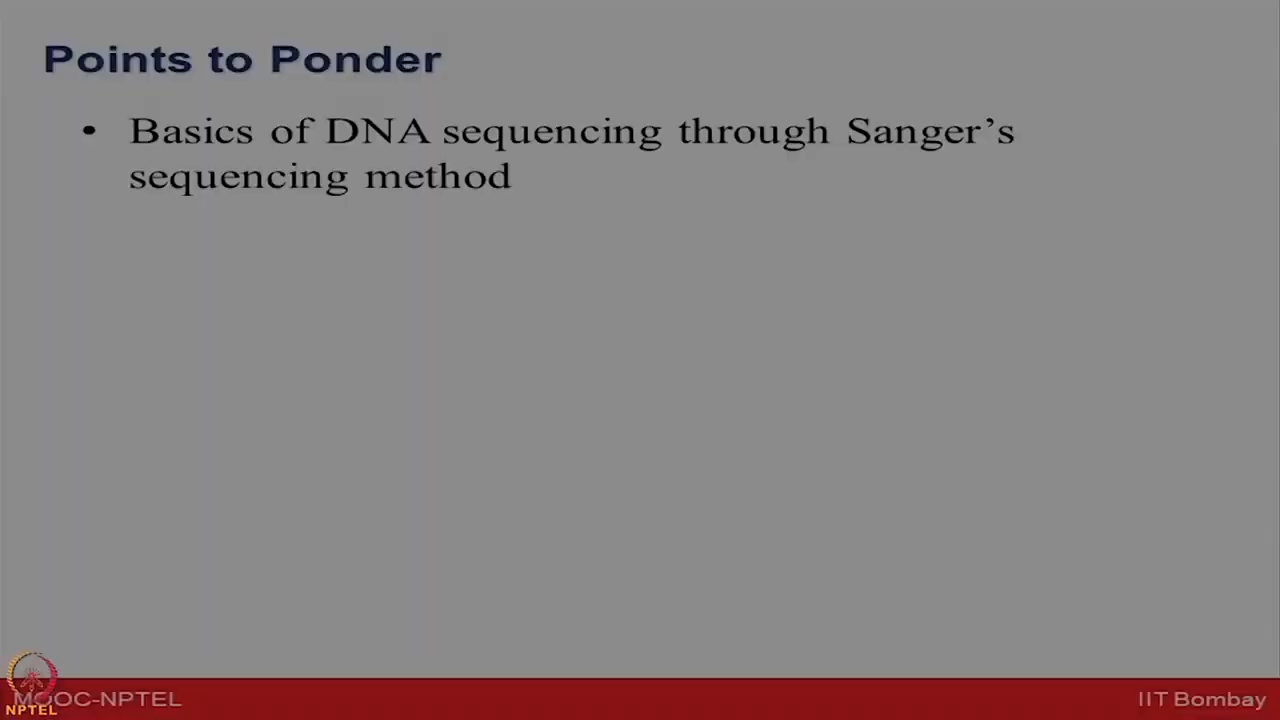 Points to Ponder
• Basics of DNA sequencing through Sanger’s
sequencing method
MOOC-NPTEL
NPTEL
IIT Bombay